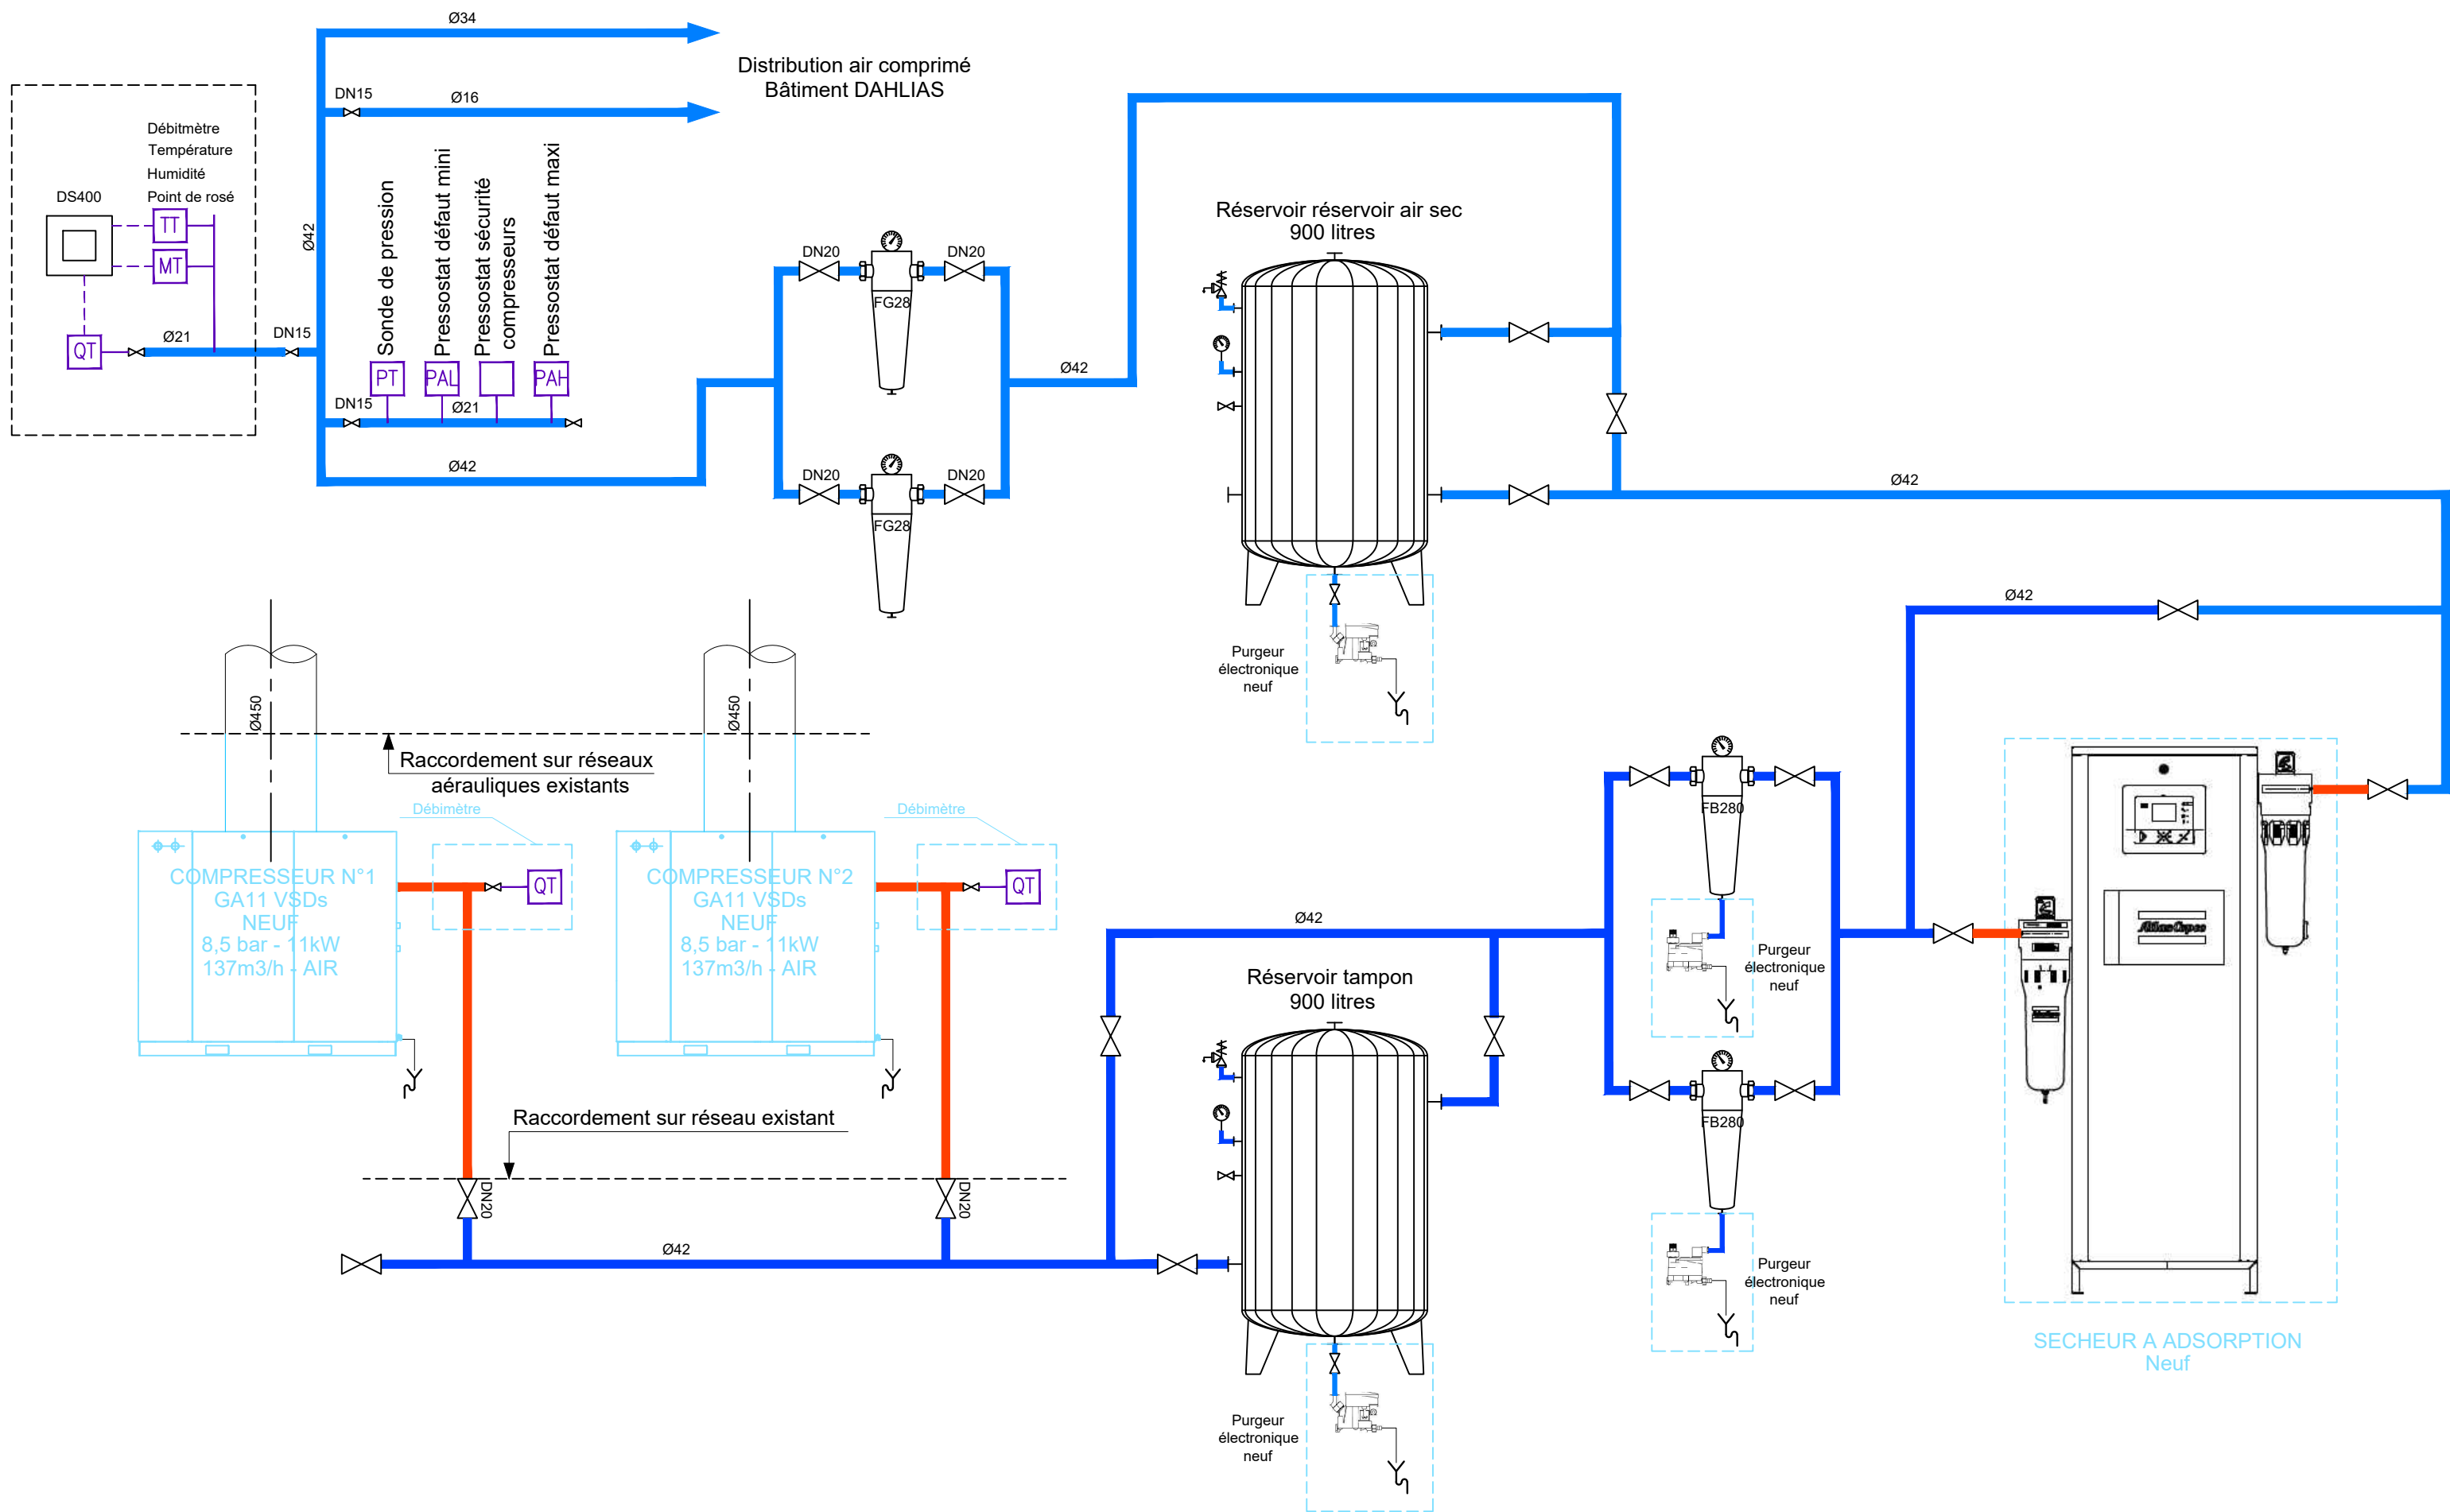 Ø34
Distribution air comprimé
Bâtiment DAHLIAS
DN15
Ø16
Débitmètre
Température
Humidité
Point de rosé
DS400
TT
MT
QT
Ø21
DN15
Ø42
Sonde de pression
Pressostat défaut mini
Pressostat sécurité
compresseurs
Pressostat défaut maxi
PT
PAL
PAH
DN15
Ø21
Ø42
DN20
DN20
FG28
DN20
DN20
FG28
Ø42
Réservoir réservoir air sec
900 litres
Ø42
Purgeur
électronique
neuf
Ø42
Ø450
Ø450
Raccordement sur réseaux
aérauliques existants
Débimètre
Débimètre
COMPRESSEUR N°1
GA11 VSDs
NEUF
8,5 bar - 11kW
137m3/h - AIR
QT
COMPRESSEUR N°2
GA11 VSDs
NEUF
8,5 bar - 11kW
137m3/h - AIR
QT
Raccordement sur réseau existant
DN20
DN20
Ø42
Ø42
Réservoir tampon
900 litres
Purgeur
électronique
neuf
FB280
Purgeur
électronique
neuf
FB280
Purgeur
électronique
neuf
Atlas Copco
SECHEUR A ADSORPTION
Neuf